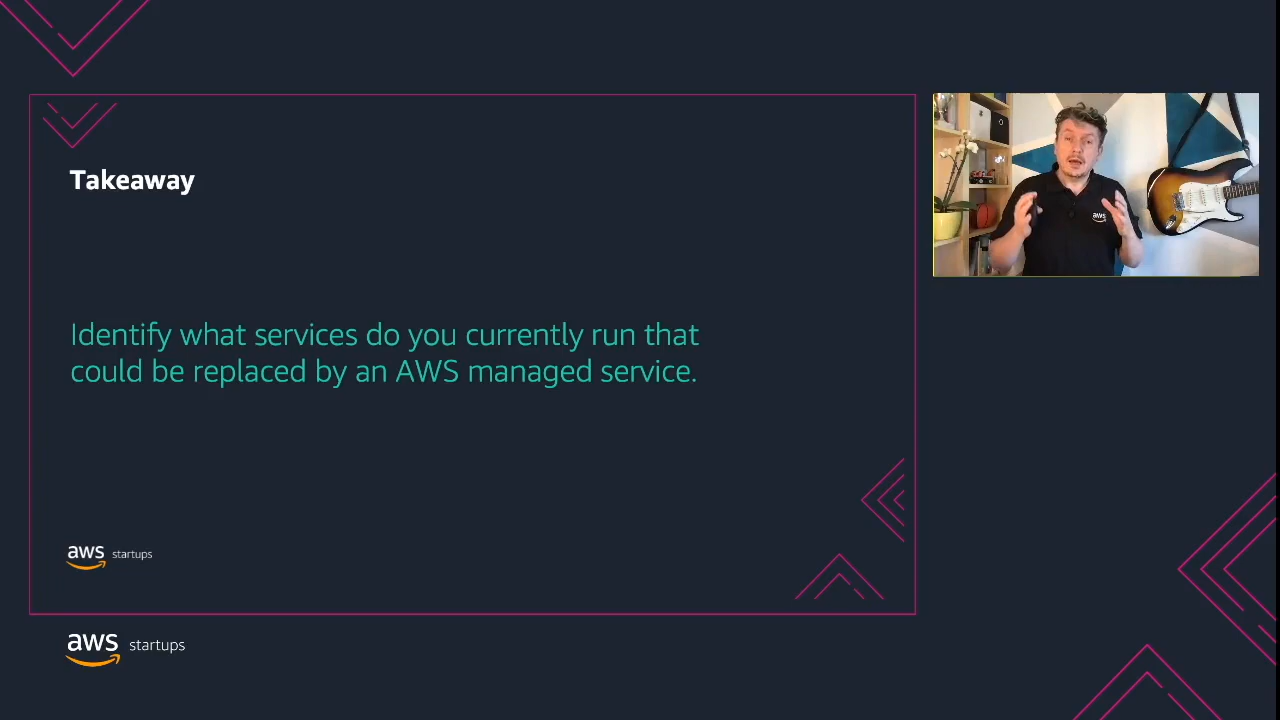 Takeaway
Identify what services do you currently run that
could be replaced by an AWS managed service.
aws startups
aws startups
aws